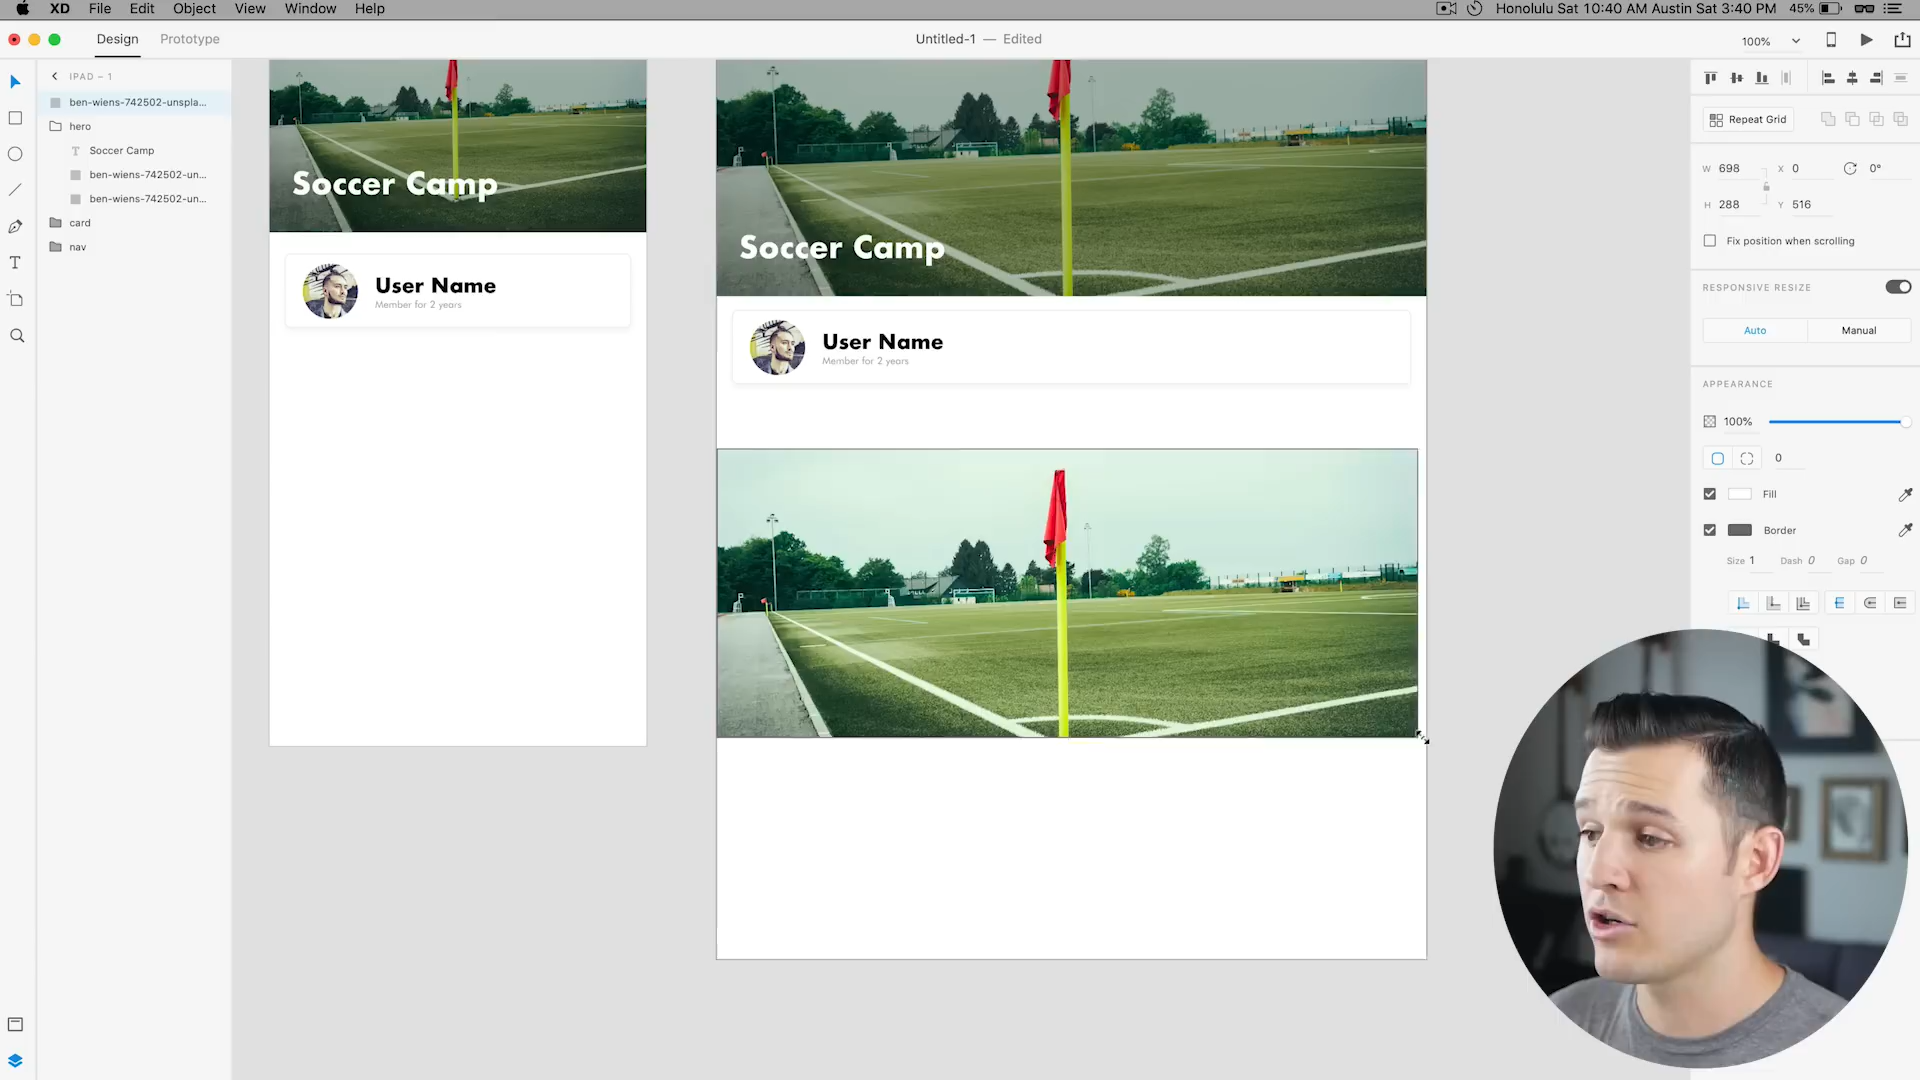 XD File Edit Object View Window Help
Honolulu Sat 10:40 AM Austin Sat 3:40 PM 45%
Design Prototype
Untitled-1 — Edited
100%
IPAD – 1
ben-wiens-742502-unspla...
hero
Soccer Camp
ben-wiens-742502-un...
ben-wiens-742502-un...
card
nav
Soccer Camp
User Name
Member for 2 years
Soccer Camp
User Name
Member for 2 years
Repeat Grid
W 698 X 0 0°
H 288 Y 516
Fix position when scrolling
RESPONSIVE RESIZE
Auto Manual
APPEARANCE
100%
0
Fill
Border
Size 1 Dash 0 Gap 0